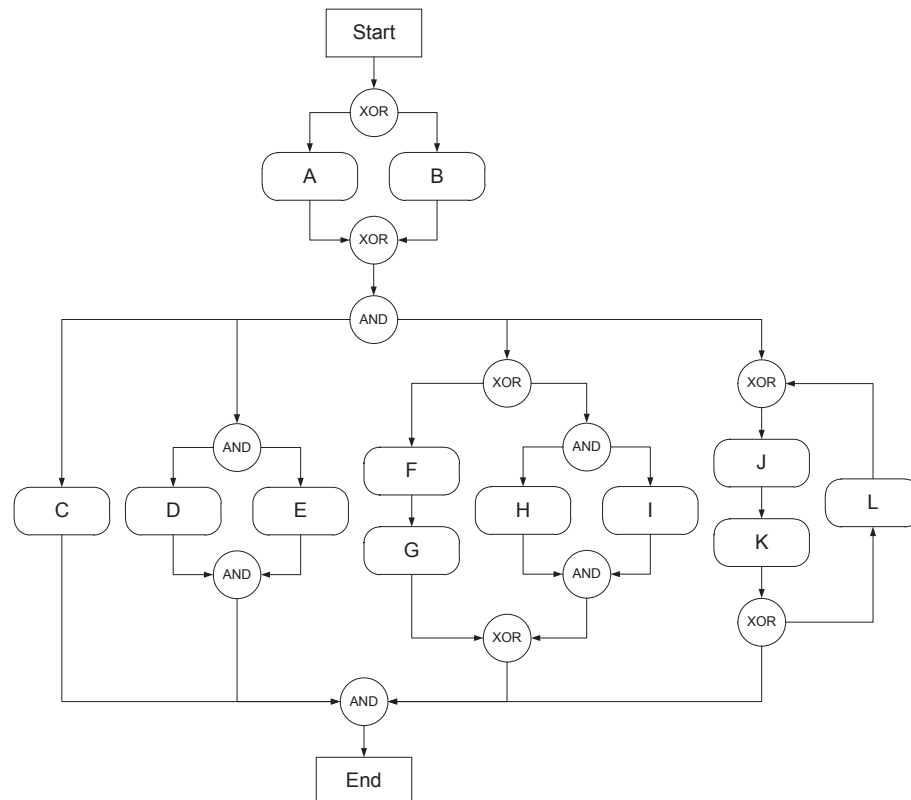 Start
XOR
A
B
XOR
AND
XOR
XOR
AND
AND
F
J
C
D
E
H
I
L
G
K
AND
AND
XOR
XOR
AND
End